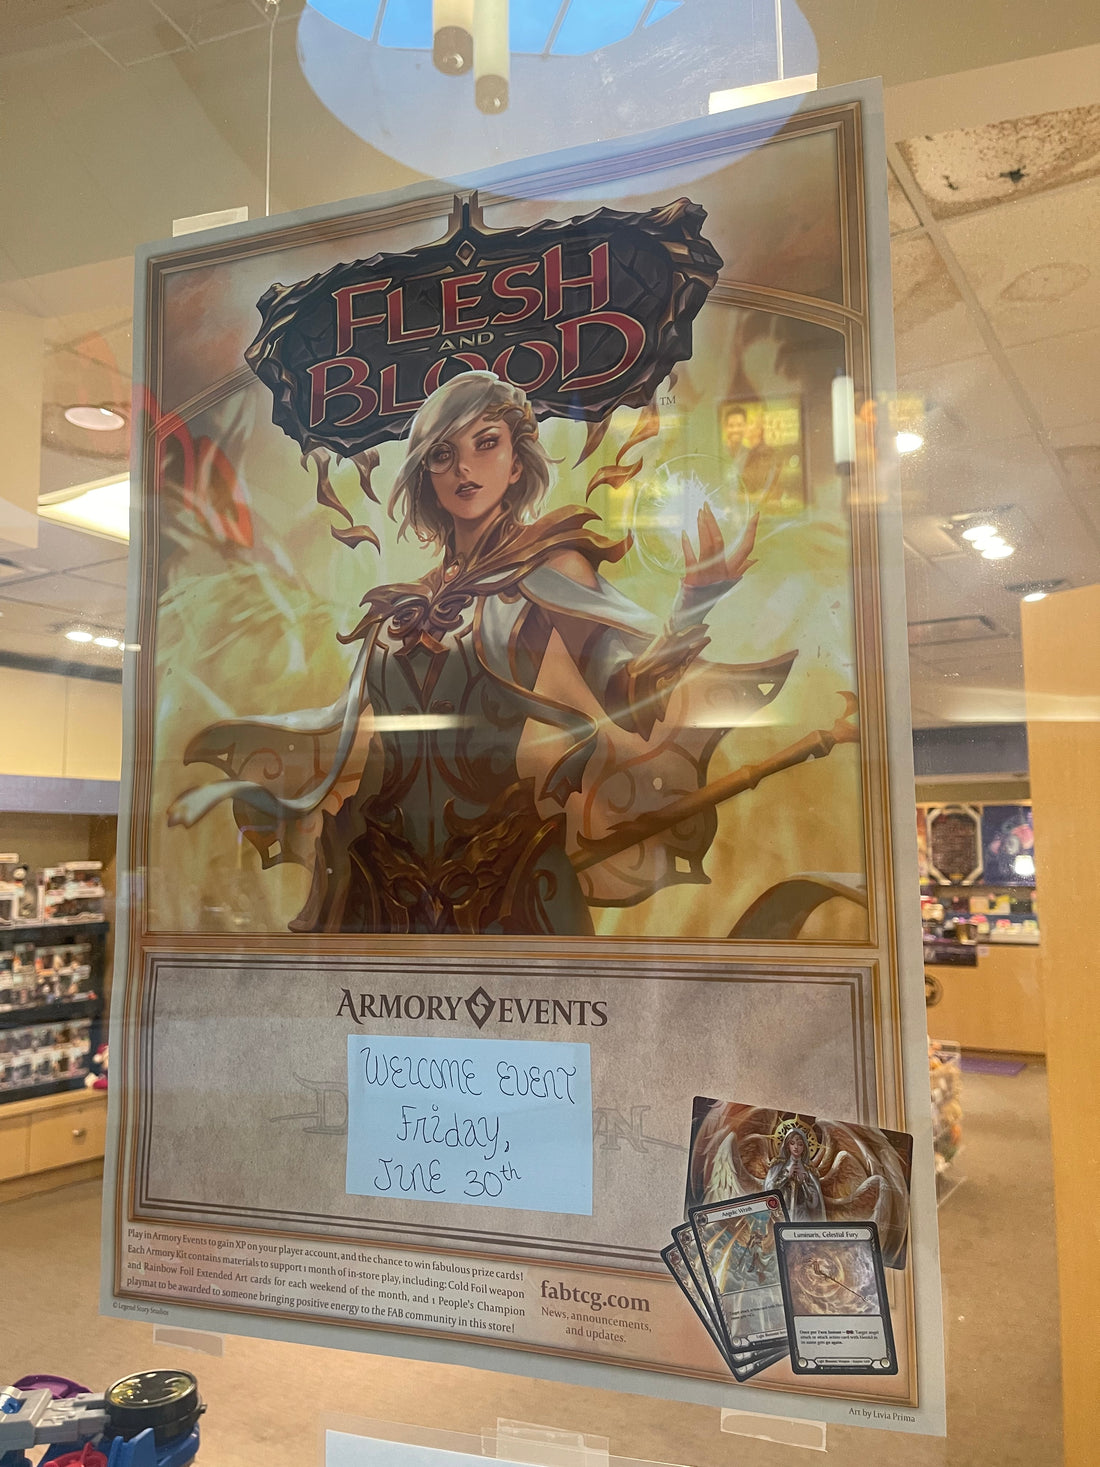 FLESH
AND
BLOOD
TM
ARMORY EVENTS
WELCOME EVENT
Friday,
JUNE 30th
Play in Armory Events to gain XP on your player account, and the chance to win fabulous prize cards!
Each Armory Kit contains materials to support 1 month of in-store play, including: Cold Foil weapon
and Rainbow Foil Extended Art cards for each weekend of the month, and 1 People's Champion
playmat to be awarded to someone bringing positive energy to the FAB community in this store!
fabtcg.com
News, announcements,
and updates.
Angelic Wrath
Luminaris, Celestial Fury
© Legend Story Studios
Art by Livia Prima